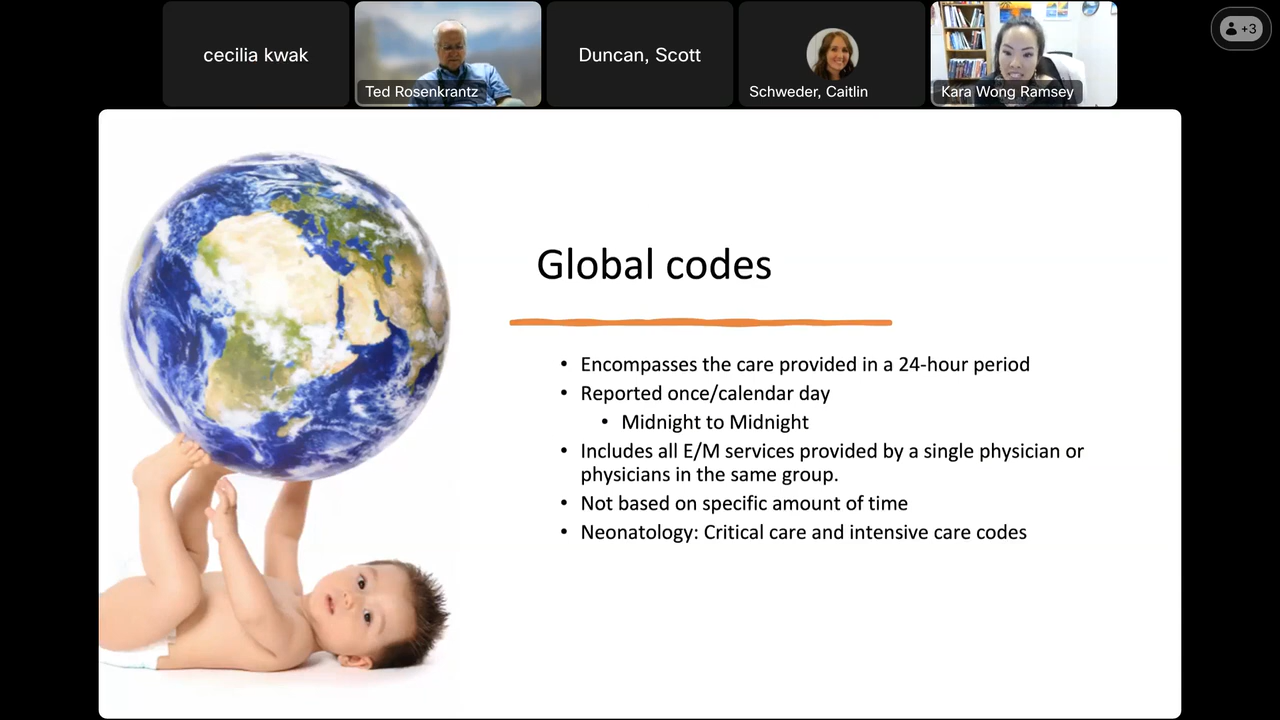 cecilia kwak
Ted Rosenkrantz
Duncan, Scott
Schweder, Caitlin
Kara Wong Ramsey
+3
Global codes
• Encompasses the care provided in a 24-hour period
• Reported once/calendar day
• Midnight to Midnight
• Includes all E/M services provided by a single physician or
physicians in the same group.
• Not based on specific amount of time
• Neonatology: Critical care and intensive care codes